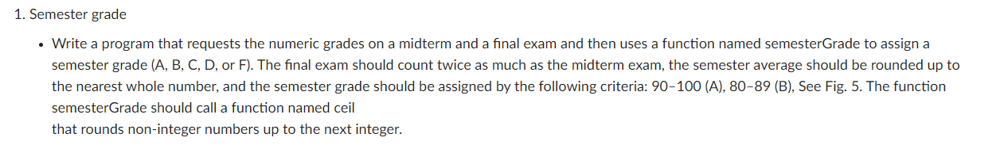 1. Semester grade
• Write a program that requests the numeric grades on a midterm and a final exam and then uses a function named semesterGrade to assign a
semester grade (A, B, C, D, or F). The final exam should count twice as much as the midterm exam, the semester average should be rounded up to
the nearest whole number, and the semester grade should be assigned by the following criteria: 90–100 (A), 80–89 (B), See Fig. 5. The function
semesterGrade should call a function named ceil
that rounds non-integer numbers up to the next integer.